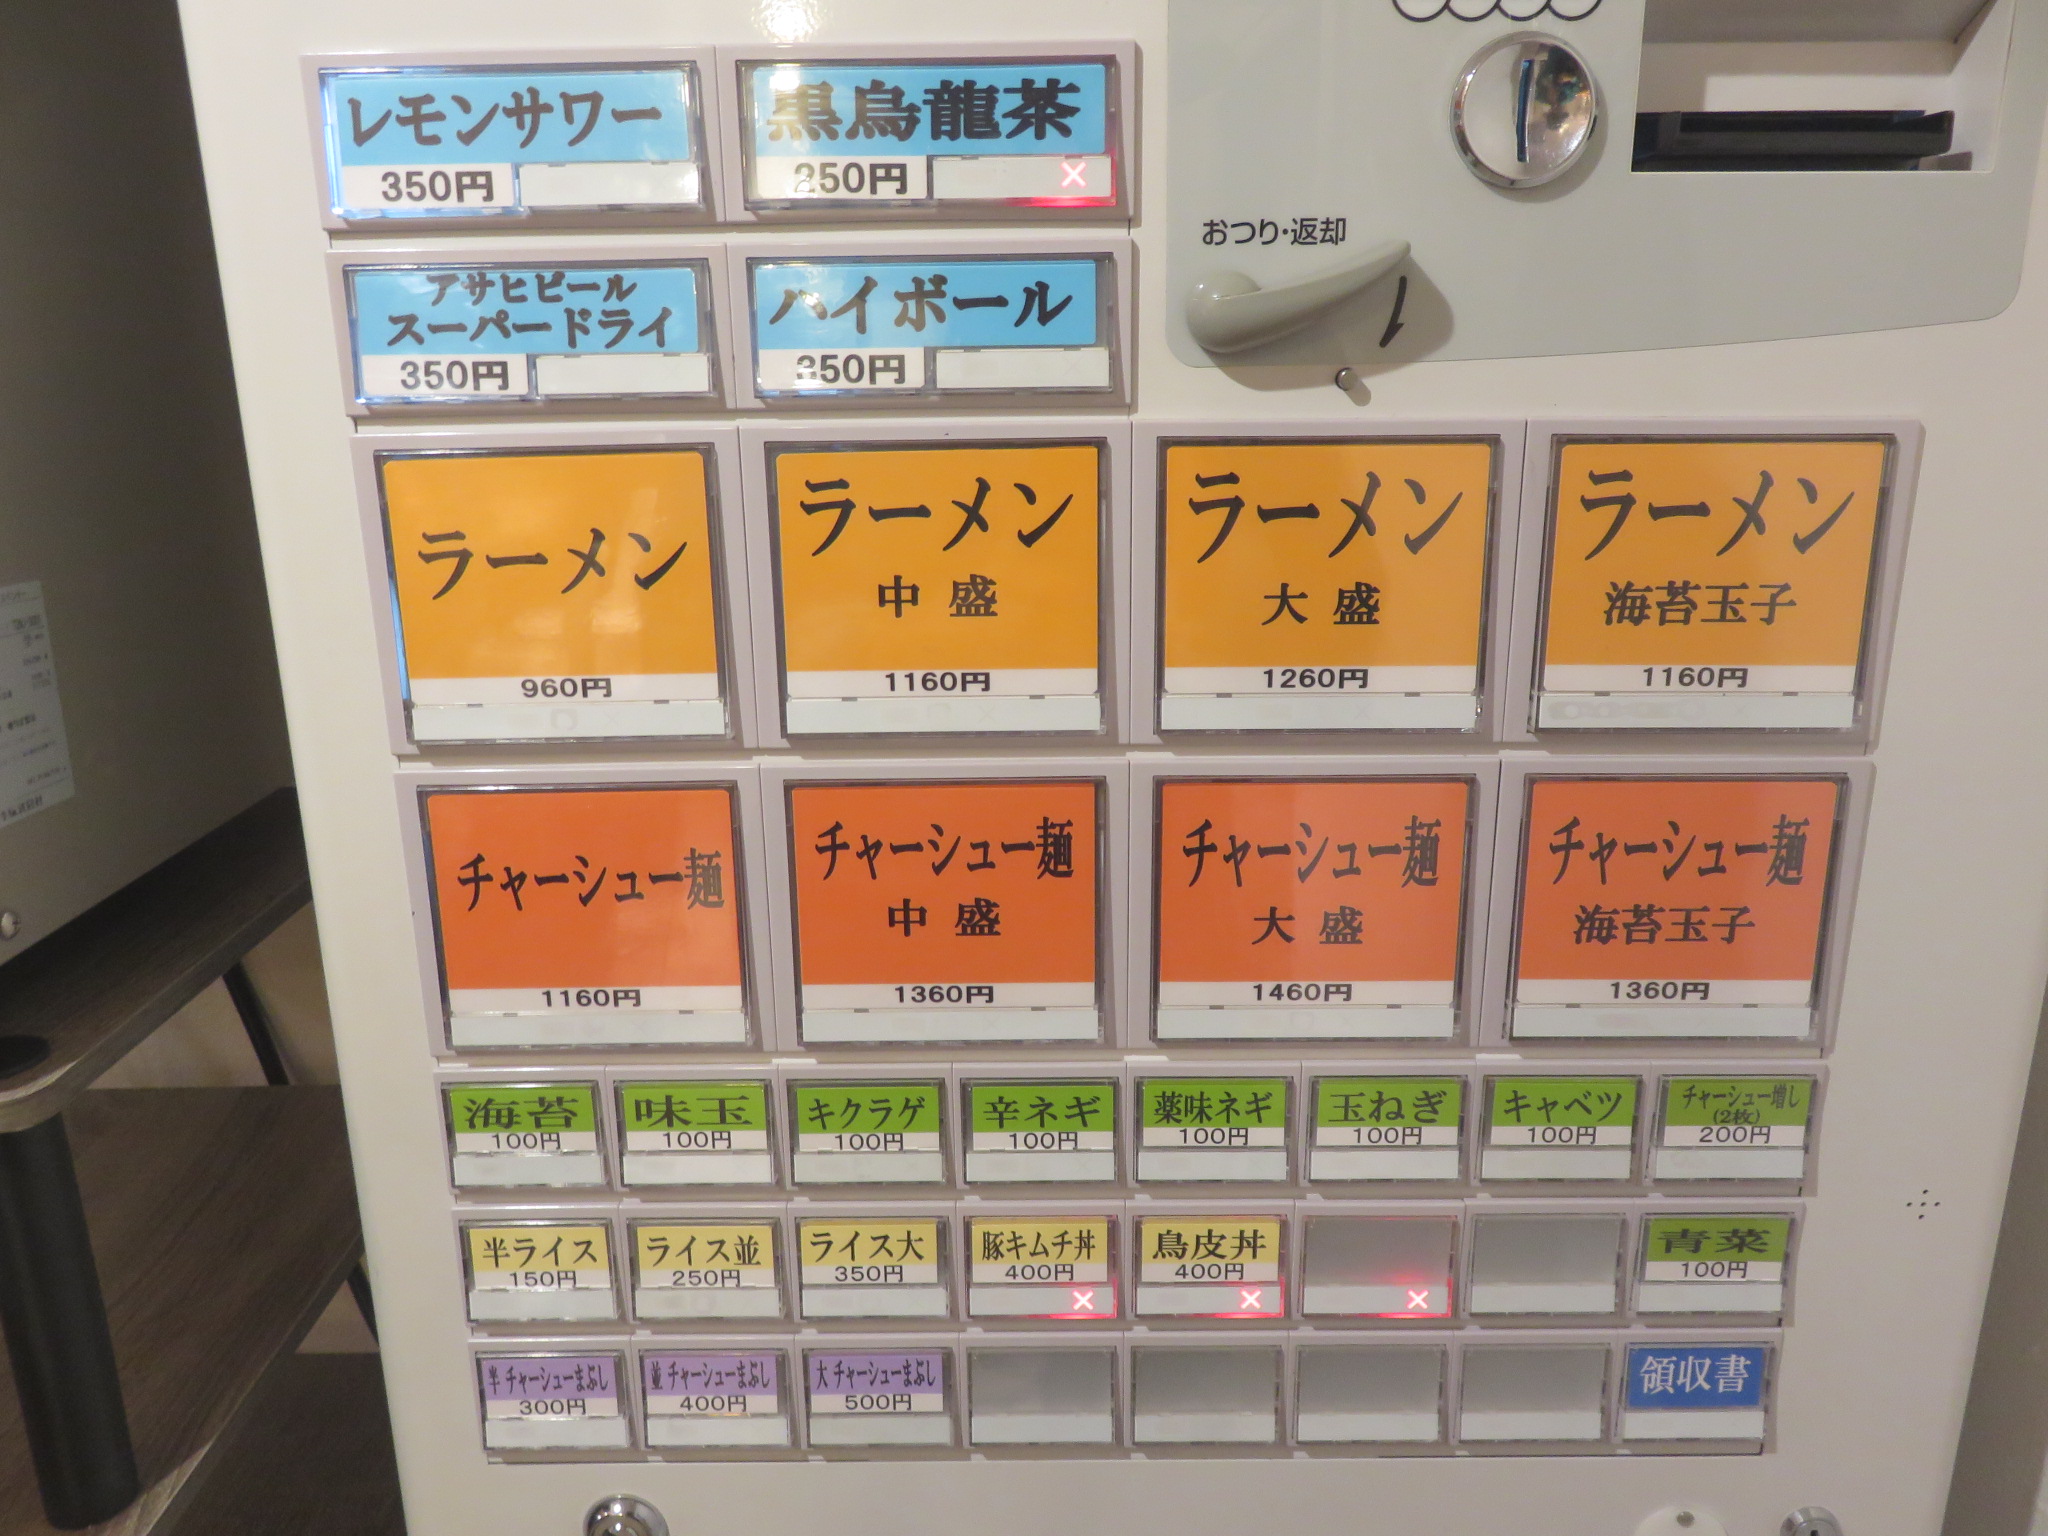 レモンサワー
350円
黒烏龍茶
250円
×
おつり・返却
アサヒビール
スーパードライ
350円
ハイボール
350円
ラーメン
960円
ラーメン
中盛
1160円
ラーメン
大盛
1260円
ラーメン
海苔玉子
1160円
チャーシュー麺
1160円
チャーシュー麺
中盛
1360円
チャーシュー麺
大盛
1460円
チャーシュー麺
海苔玉子
1360円
海苔
100円
味玉
100円
キクラゲ
100円
辛ネギ
100円
薬味ネギ
100円
玉ねぎ
100円
キャベツ
100円
チャーシュー増し
(2枚)
200円
半ライス
150円
ライス並
250円
ライス大
350円
豚キムチ丼
400円
×
鳥皮丼
400円
×
×
青菜
100円
半チャーシューまぶし
300円
並チャーシューまぶし
400円
大チャーシューまぶし
500円
領収書